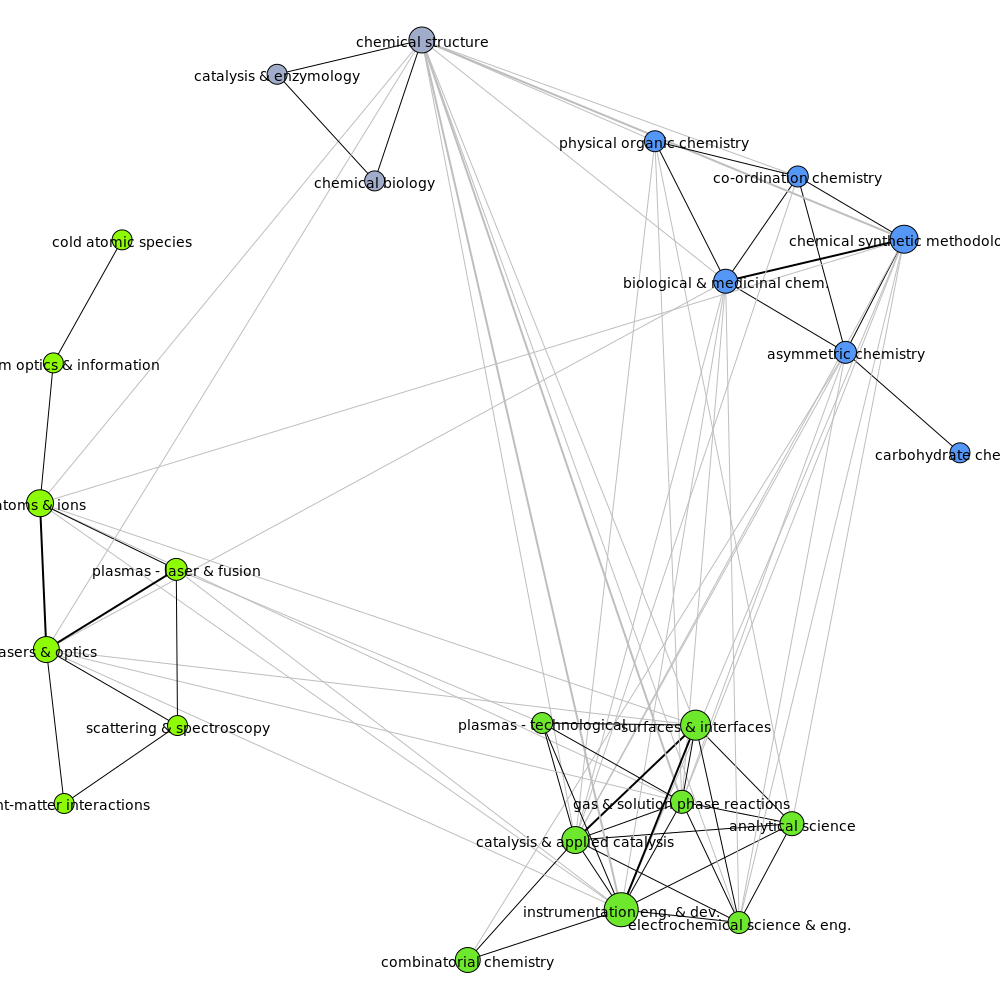 chemical structure
catalysis & enzymology
physical organic chemistry
co-ordination chemistry
chemical biology
cold atomic species
chemical synthetic methodolo
biological & medicinal chem.
asymmetric chemistry
m optics & information
carbohydrate che
atoms & ions
plasmas - laser & fusion
asers & optics
scattering & spectroscopy
plasmas - technological
surfaces & interfaces
nt-matter interactions
gas & solution phase reactions
analytical science
catalysis & applied catalysis
instrumentation eng. & dev.
electrochemical science & eng.
combinatorial chemistry